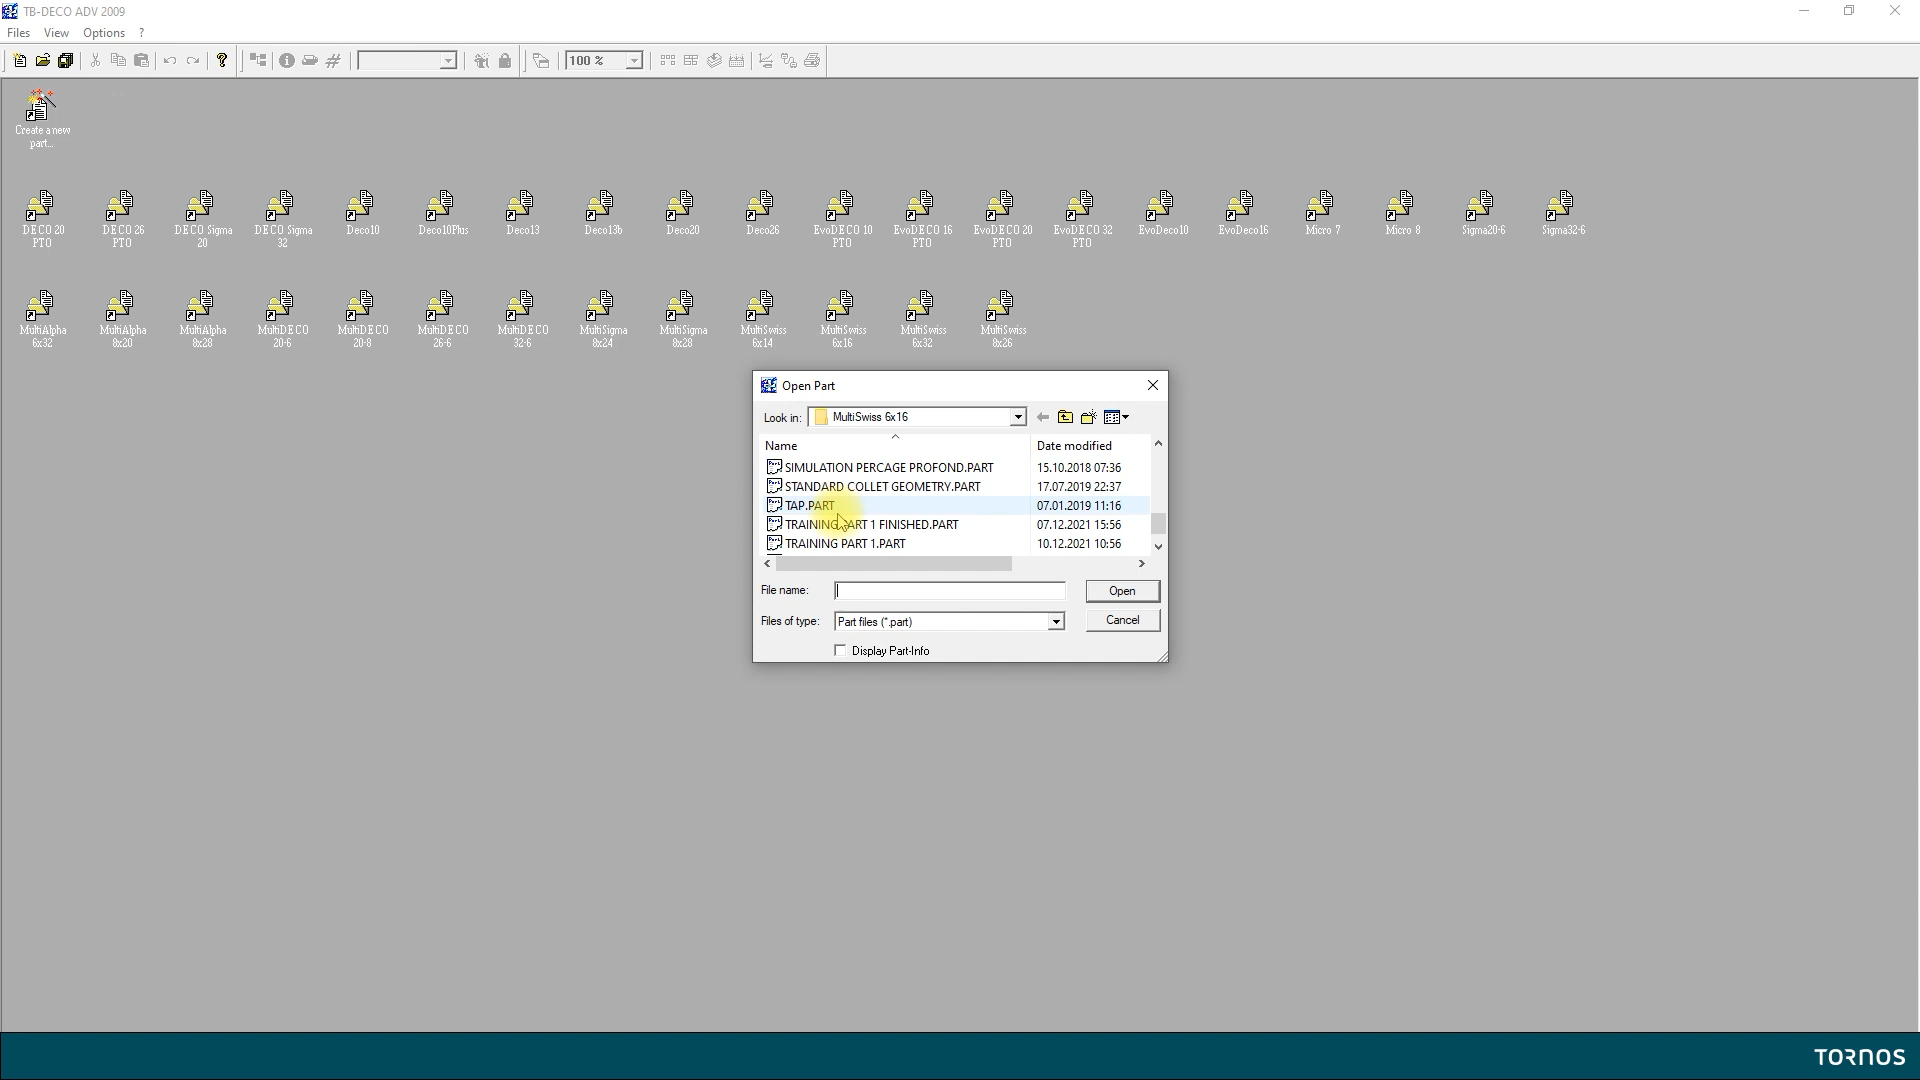 TB-DECO ADV 2009
Files View Options ?
100 %
Create a new
part...
DECO 20 DECO 26 DECO Sigma DECO Sigma Deco10 Deco10Plus Deco13 Deco13b Deco20 Deco26 EvoDECO 10 EvoDECO 16 EvoDECO 20 EvoDECO 32 EvoDeco10 EvoDeco16 Micro 7 Micro 8 Sigma20-6 Sigma32-6
PTO PTO 20 32 PTO PTO PTO PTO
MultiAlpha MultiAlpha MultiAlpha MultiDECO MultiDECO MultiDECO MultiDECO MultiSigma MultiSigma MultiSwiss MultiSwiss MultiSwiss MultiSwiss
6x32 8x20 8x28 20-6 20-8 26-6 32-6 8x24 8x28 6x14 6x16 6x32 8x26
Open Part
Look in: MultiSwiss 6x16
Name Date modified
SIMULATION PERCAGE PROFOND.PART 15.10.2018 07:36
STANDARD COLLET GEOMETRY.PART 17.07.2019 22:37
TAP.PART 07.01.2019 11:16
TRAINING PART 1 FINISHED.PART 07.12.2021 15:56
TRAINING PART 1.PART 10.12.2021 10:56
File name: Open
Files of type: Part files (*.part) Cancel
Display Part-Info
TORNOS